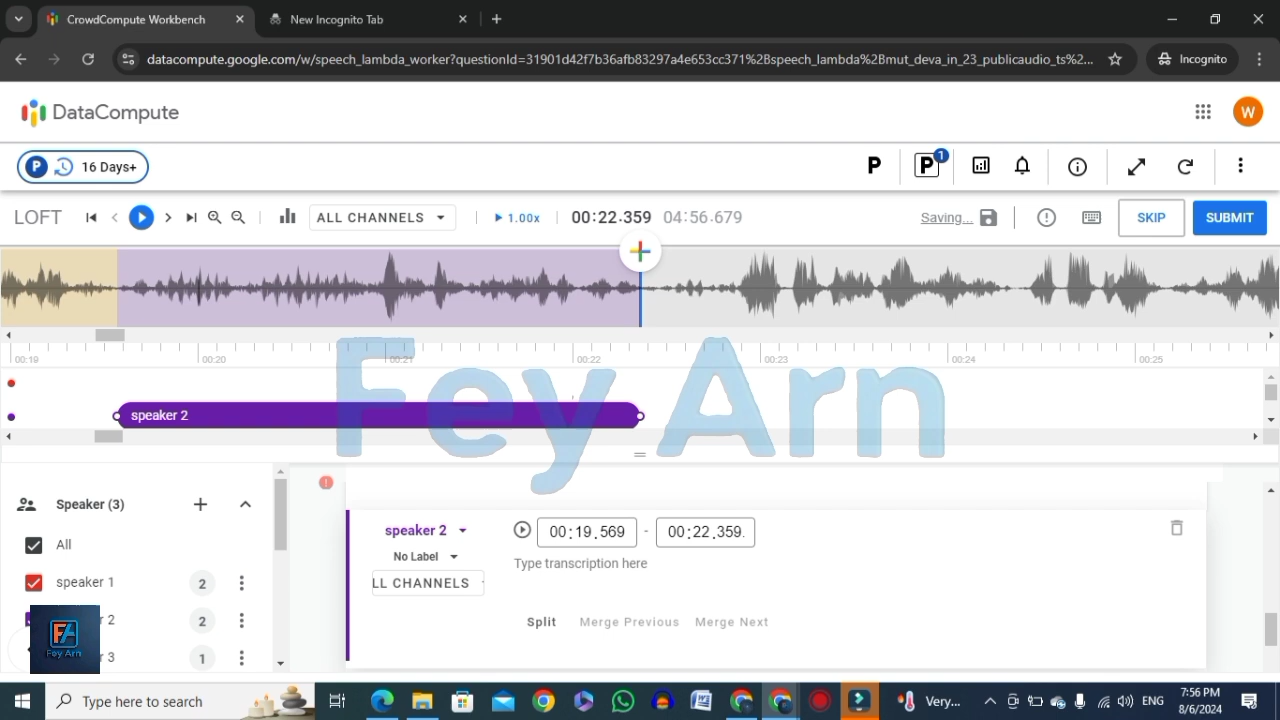 CrowdCompute Workbench
New Incognito Tab
datacompute.google.com/w/speech_lambda_worker?questionId=31901d42f7b36afb83297a4e653cc371%2Bspeech_lambda%2Bmut_deva_in_23_publicaudio_ts%2...
Incognito
DataCompute
W
P 16 Days+
P P 1
LOFT ALL CHANNELS 1.00x 00:22.359 04:56.679 Saving... SKIP SUBMIT
00:19 00:20 00:21 00:22 00:23 00:24 00:25
Fey Arn
speaker 2
Speaker (3)
All
speaker 1 2
r 2 2
r 3 1
FA
Fey Arn
speaker 2 00:19.569 - 00:22.359.
No Label Type transcription here
LL CHANNELS
Split Merge Previous Merge Next
Type here to search
Very...
ENG
7:56 PM
8/6/2024